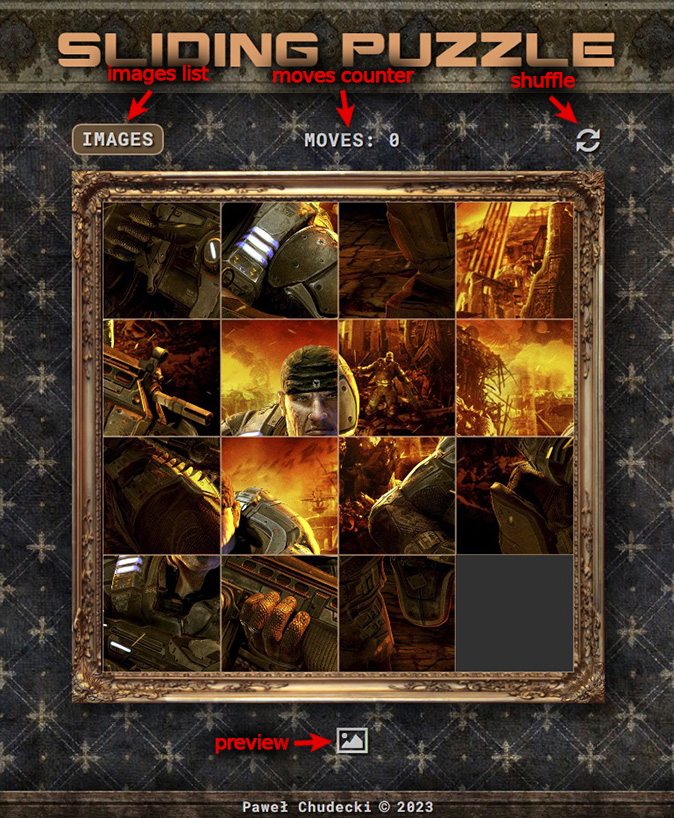 SLIDING PUZZLE
images list
moves counter
shuffle
IMAGES
MOVES: 0
preview
Paweł Chudecki © 2023